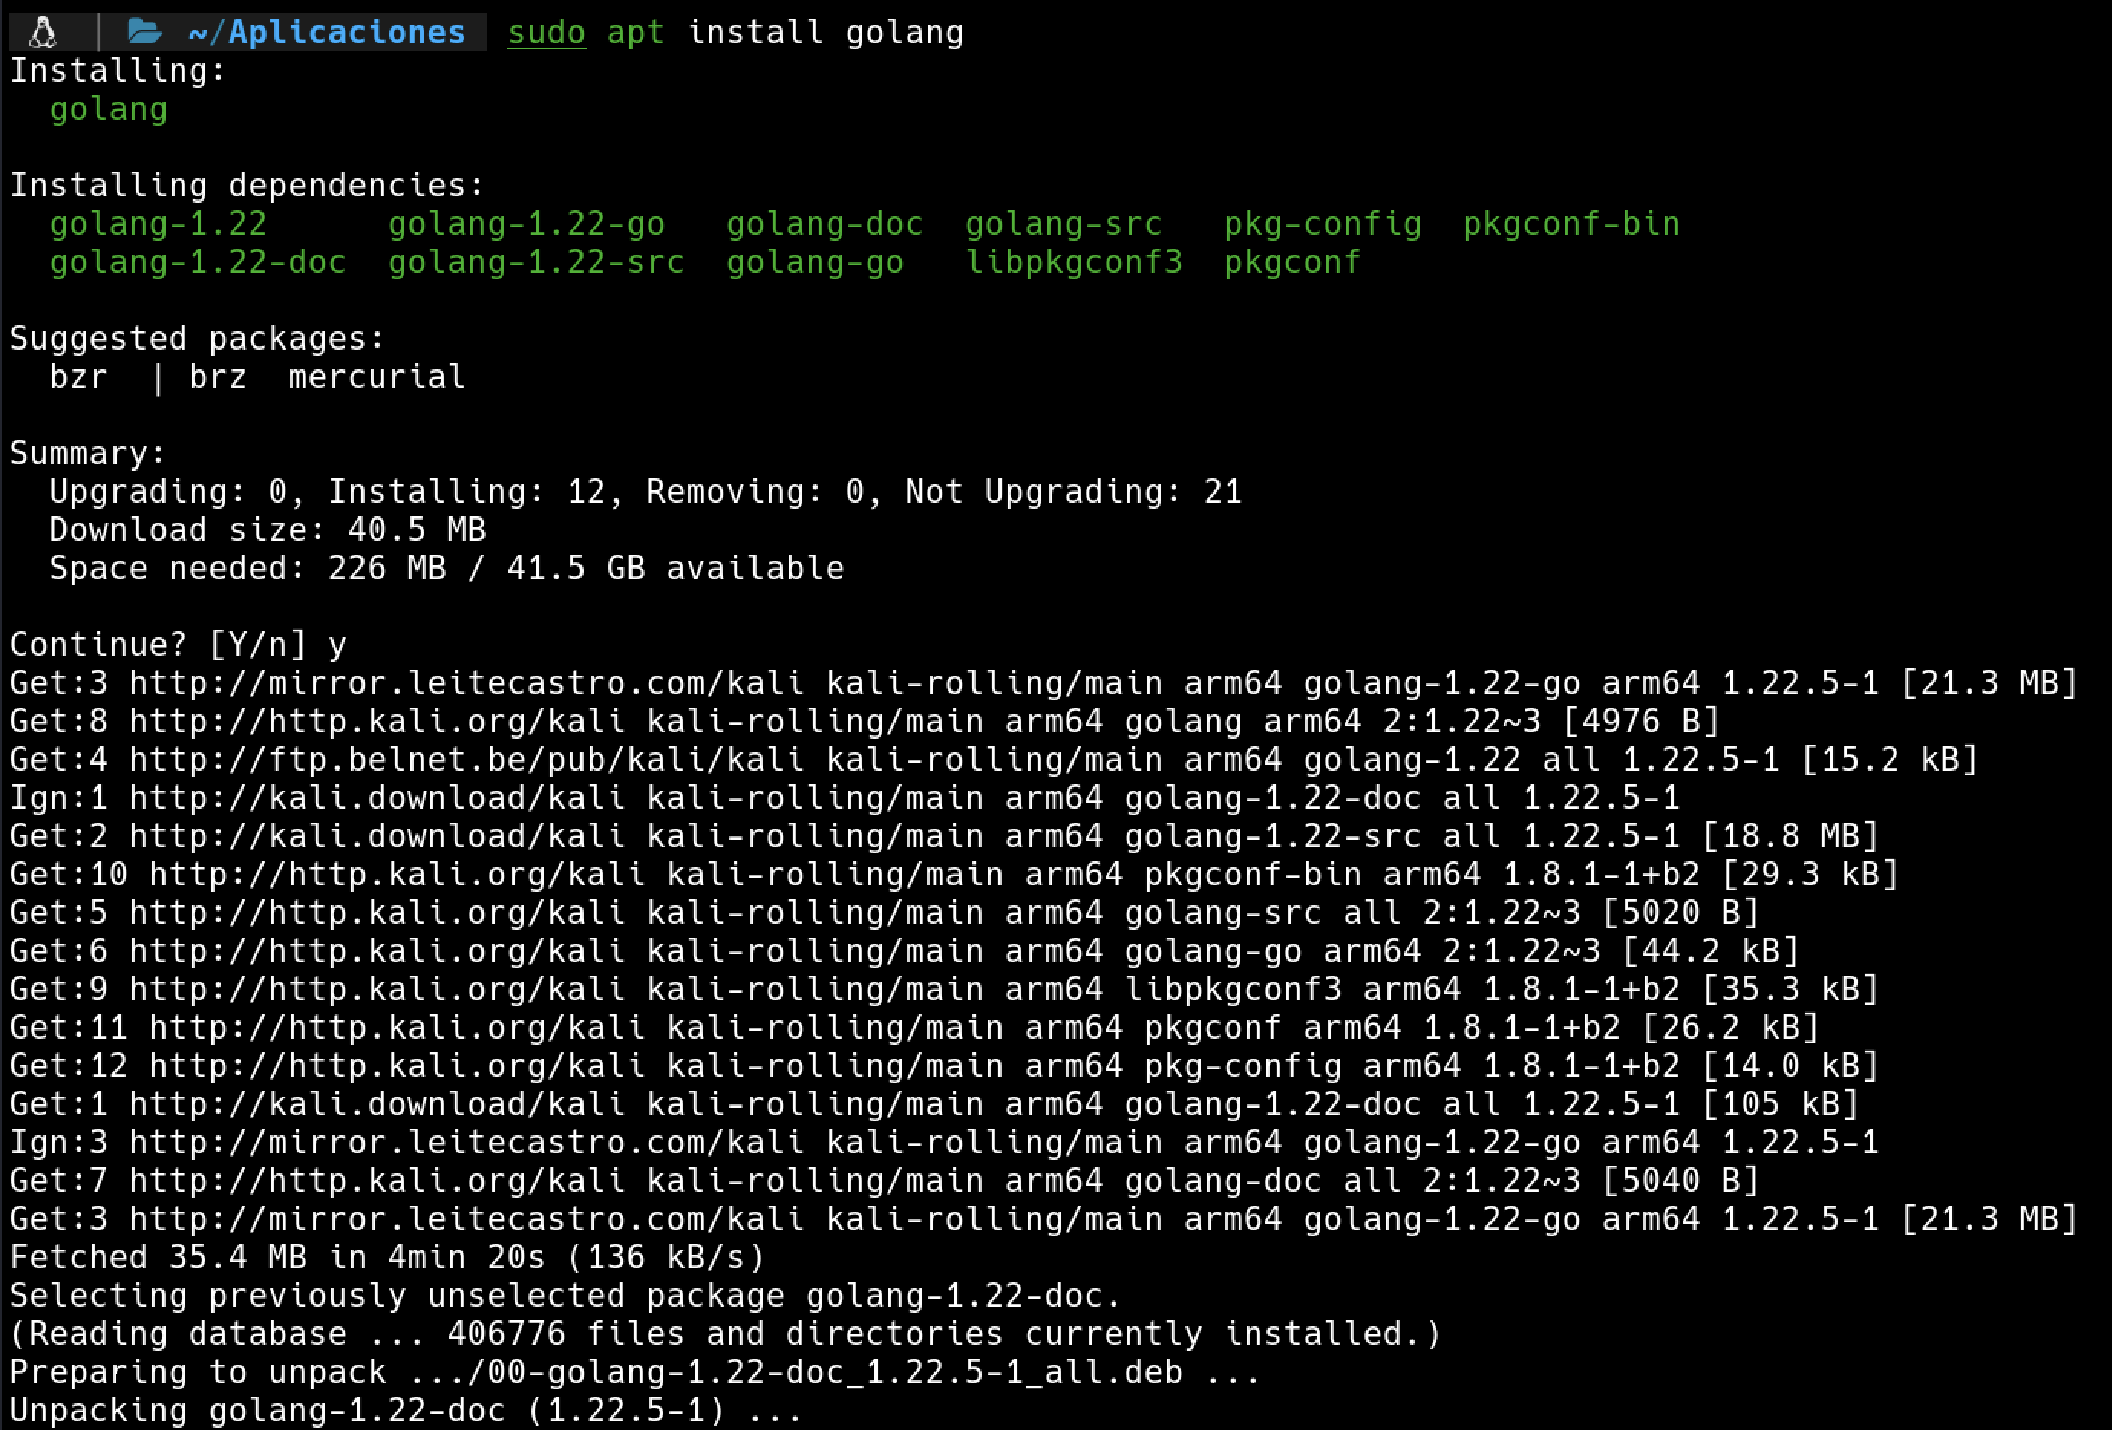 ~/Aplicaciones sudo apt install golang
Installing:
  golang

Installing dependencies:
  golang-1.22      golang-1.22-go   golang-doc  golang-src   pkg-config  pkgconf-bin
  golang-1.22-doc  golang-1.22-src  golang-go   libpkgconf3  pkgconf

Suggested packages:
  bzr  | brz  mercurial

Summary:
  Upgrading: 0, Installing: 12, Removing: 0, Not Upgrading: 21
  Download size: 40.5 MB
  Space needed: 226 MB / 41.5 GB available

Continue? [Y/n] y
Get:3 http://mirror.leitecastro.com/kali kali-rolling/main arm64 golang-1.22-go arm64 1.22.5-1 [21.3 MB]
Get:8 http://http.kali.org/kali kali-rolling/main arm64 golang arm64 2:1.22~3 [4976 B]
Get:4 http://ftp.belnet.be/pub/kali/kali kali-rolling/main arm64 golang-1.22 all 1.22.5-1 [15.2 kB]
Ign:1 http://kali.download/kali kali-rolling/main arm64 golang-1.22-doc all 1.22.5-1
Get:2 http://kali.download/kali kali-rolling/main arm64 golang-1.22-src all 1.22.5-1 [18.8 MB]
Get:10 http://http.kali.org/kali kali-rolling/main arm64 pkgconf-bin arm64 1.8.1-1+b2 [29.3 kB]
Get:5 http://http.kali.org/kali kali-rolling/main arm64 golang-src all 2:1.22~3 [5020 B]
Get:6 http://http.kali.org/kali kali-rolling/main arm64 golang-go arm64 2:1.22~3 [44.2 kB]
Get:9 http://http.kali.org/kali kali-rolling/main arm64 libpkgconf3 arm64 1.8.1-1+b2 [35.3 kB]
Get:11 http://http.kali.org/kali kali-rolling/main arm64 pkgconf arm64 1.8.1-1+b2 [26.2 kB]
Get:12 http://http.kali.org/kali kali-rolling/main arm64 pkg-config arm64 1.8.1-1+b2 [14.0 kB]
Get:1 http://kali.download/kali kali-rolling/main arm64 golang-1.22-doc all 1.22.5-1 [105 kB]
Ign:3 http://mirror.leitecastro.com/kali kali-rolling/main arm64 golang-1.22-go arm64 1.22.5-1
Get:7 http://http.kali.org/kali kali-rolling/main arm64 golang-doc all 2:1.22~3 [5040 B]
Get:3 http://mirror.leitecastro.com/kali kali-rolling/main arm64 golang-1.22-go arm64 1.22.5-1 [21.3 MB]
Fetched 35.4 MB in 4min 20s (136 kB/s)
Selecting previously unselected package golang-1.22-doc.
(Reading database ... 406776 files and directories currently installed.)
Preparing to unpack .../00-golang-1.22-doc_1.22.5-1_all.deb ...
Unpacking golang-1.22-doc (1.22.5-1) ...